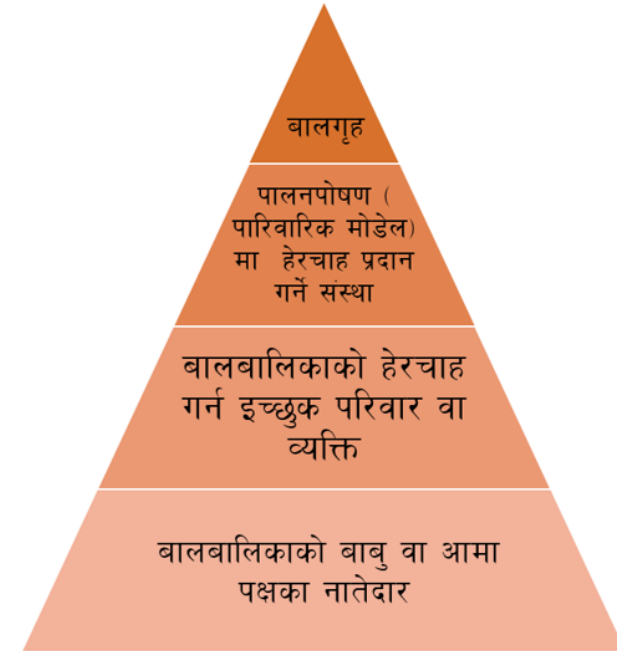 बालगृह
पालनपोषण (
पारिवारिक मोडेल)
मा हेरचाह प्रदान
गर्ने संस्था
बालबालिकाको हेरचाह
गर्न इच्छुक परिवार वा
व्यक्ति
बालबालिकाको बाबु वा आमा
पक्षका नातेदार